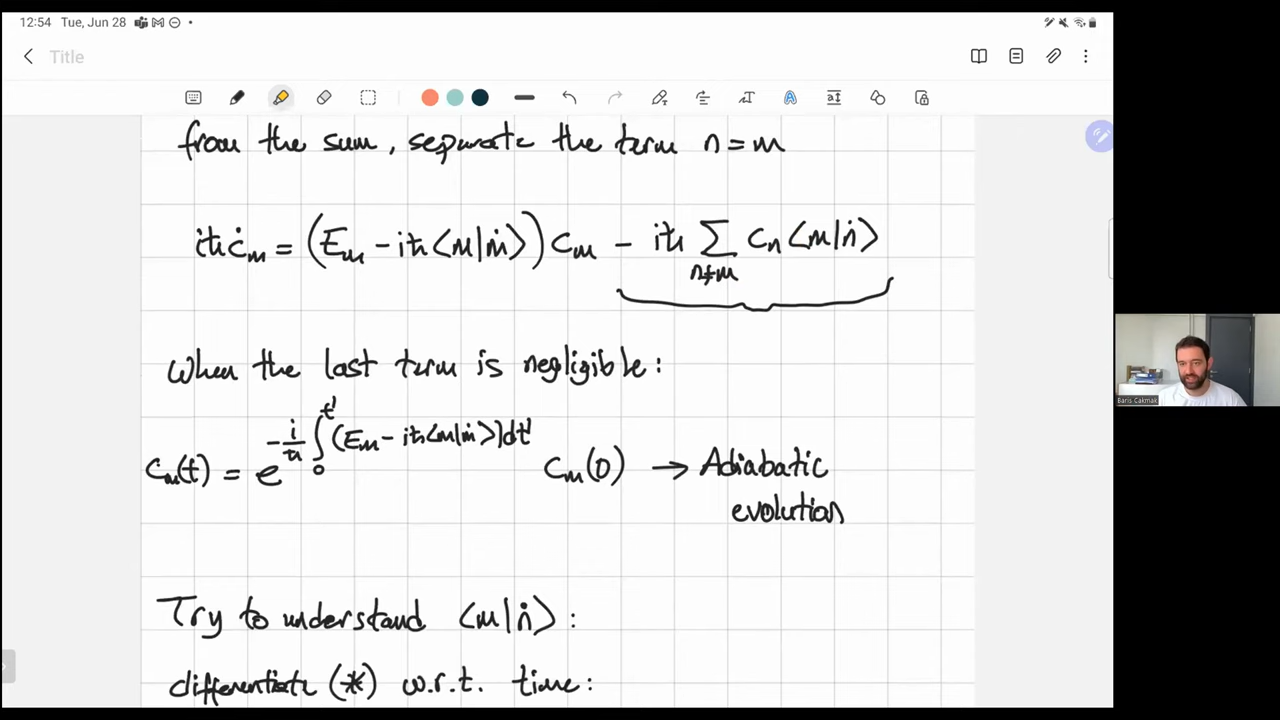 12:54 Tue, Jun 28
Title
from the sum, separate the term n = m
iħċₘ = (Eₘ - iħ⟨m|ṁ⟩)cₘ - iħ ∑ₙ≠ₘ cₙ⟨m|ṅ⟩
When the last term is negligible:
cₘ(t) = e^{-i/ħ ∫₀^{t'} (Eₘ - iħ⟨m|ṁ⟩)dt'} cₘ(0) → Adiabatic
evolution
Try to understand ⟨m|ṅ⟩ :
differentiate (*) w.r.t. time:
Baris Cakmak